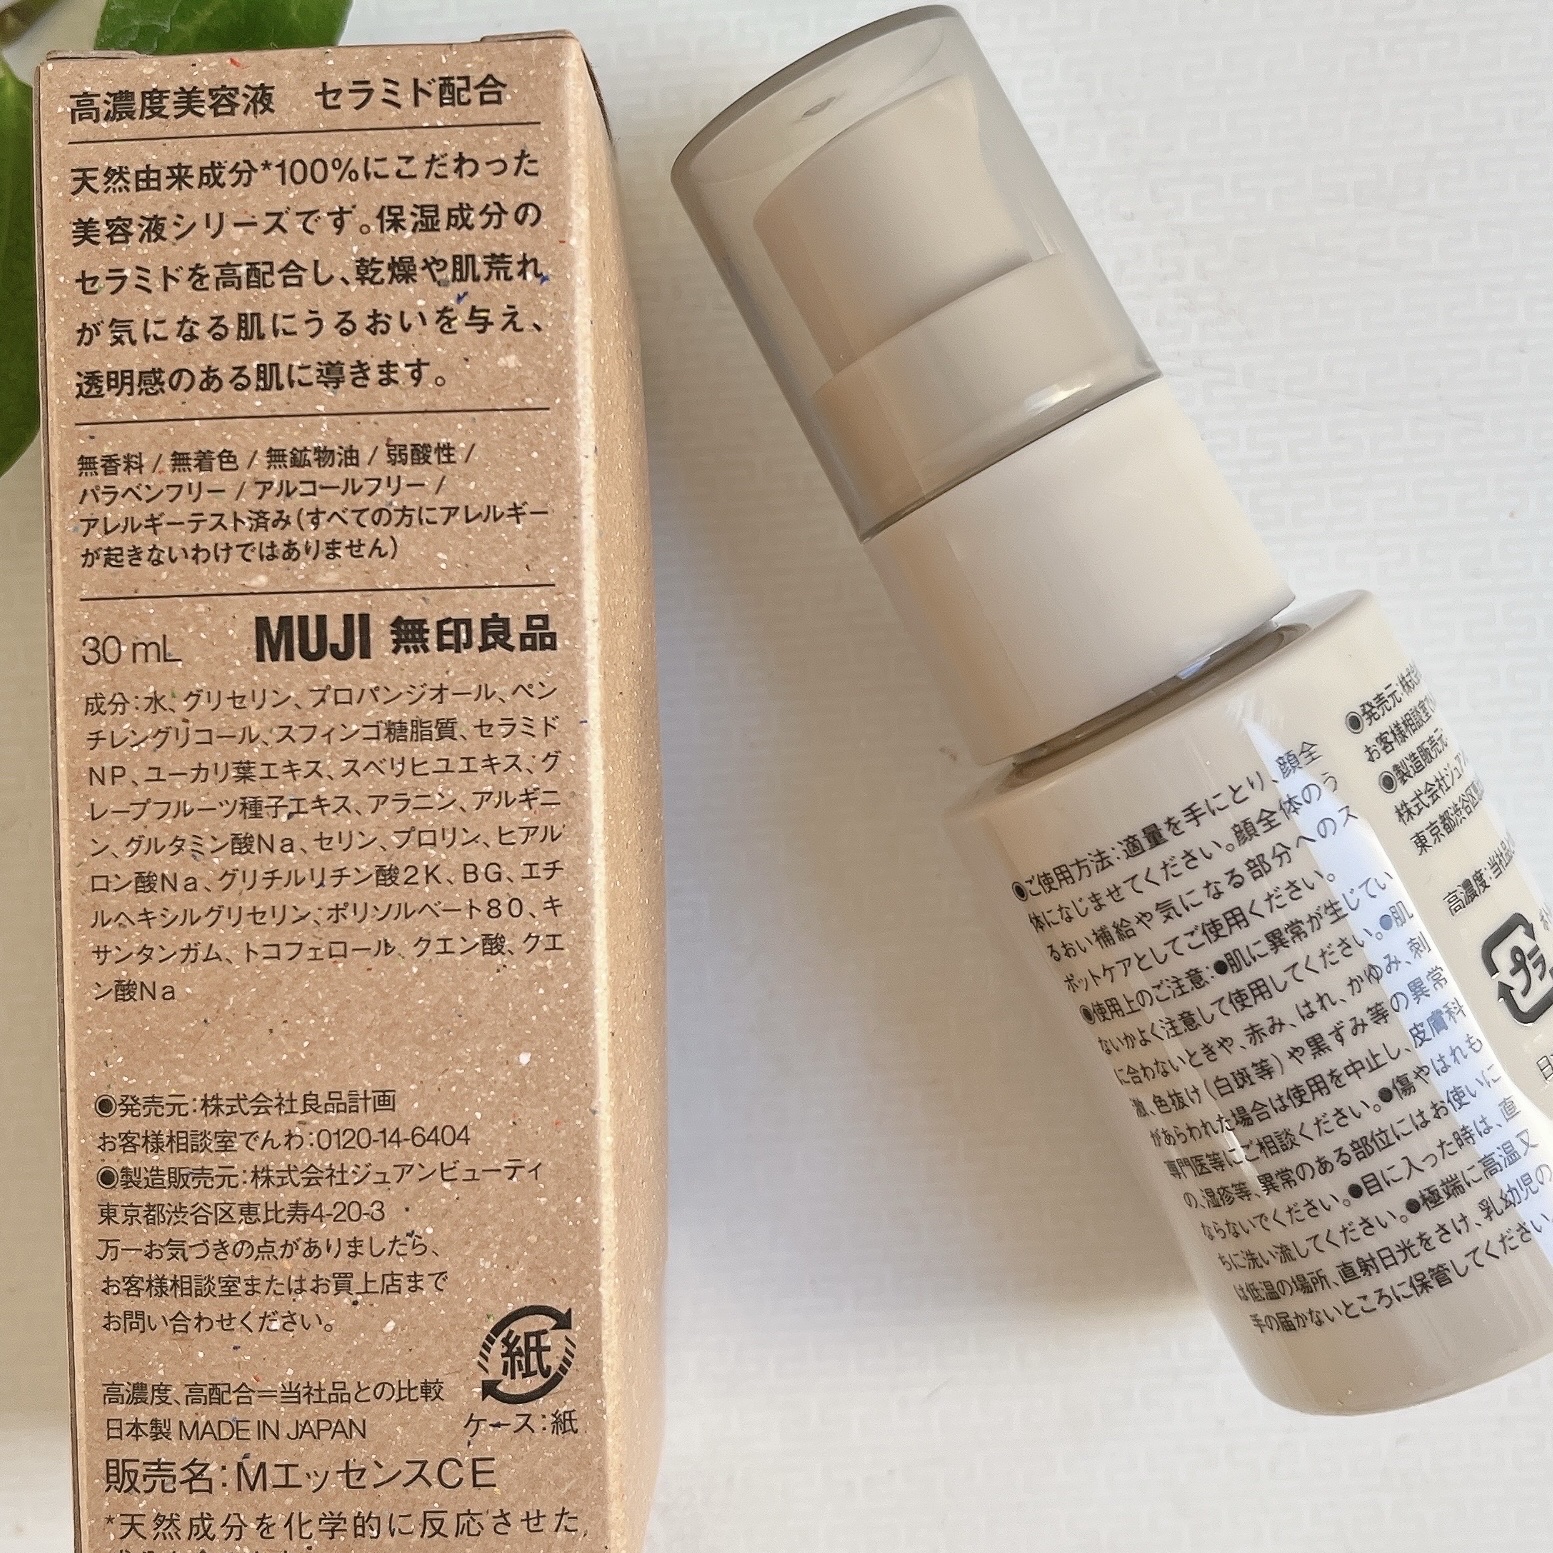 高濃度美容液　セラミド配合
天然由来成分*100%にこだわった
美容液シリーズです。保湿成分の
セラミドを高配合し、乾燥や肌荒れ
が気になる肌にうるおいを与え、
透明感のある肌に導きます。
無香料 / 無着色 / 無鉱物油 / 弱酸性 /
パラベンフリー / アルコールフリー /
アレルギーテスト済み(すべての方にアレルギー
が起きないわけではありません)
30 mL MUJI 無印良品
成分:水、グリセリン、プロパンジオール、ペン
チレングリコール、スフィンゴ糖脂質、セラミド
NP、ユーカリ葉エキス、スベリヒユエキス、グ
レープフルーツ種子エキス、アラニン、アルギニ
ン、グルタミン酸Na、セリン、プロリン、ヒアル
ロン酸Na、グリチルリチン酸2K、BG、エチ
ルヘキシルグリセリン、ポリソルベート80、キ
サンタンガム、トコフェロール、クエン酸、クエ
ン酸Na
◉発売元:株式会社良品計画
お客様相談室でんわ:0120-14-6404
◉製造販売元:株式会社ジュアンビューティ
東京都渋谷区恵比寿4-20-3
万一お気づきの点がありましたら、
お客様相談室またはお買上店まで
お問い合わせください。
紙
高濃度、高配合=当社品との比較
日本製 MADE IN JAPAN
ケース:紙
販売名:MエッセンスCE
*天然成分を化学的に反応させた
◉ご使用方法:適量を手にとり、顔全
体になじませてください。顔全体のう
るおい補給や気になる部分へのス
ポットケアとしてご使用ください。
◉使用上のご注意:●肌に異常が生じてい
ないかよく注意して使用してください。●肌
に合わないときや、赤み、はれ、かゆみ、刺
激、色抜け(白斑等)や黒ずみ等の異常
があらわれた場合は使用を中止し、皮膚科
専門医等にご相談ください。●傷やはれも
の、湿疹等、異常のある部位にはお使いに
ならないでください。●目に入った時は、直
ちに洗い流してください。●極端に高温又
は低温の場所、直射日光をさけ、乳幼児の
手の届かないところに保管してください。
◉発売元:株式会
お客様相談室で
◉製造販売元
株式会社ジュアン
東京都渋谷区恵
高濃度:当社品
プラ